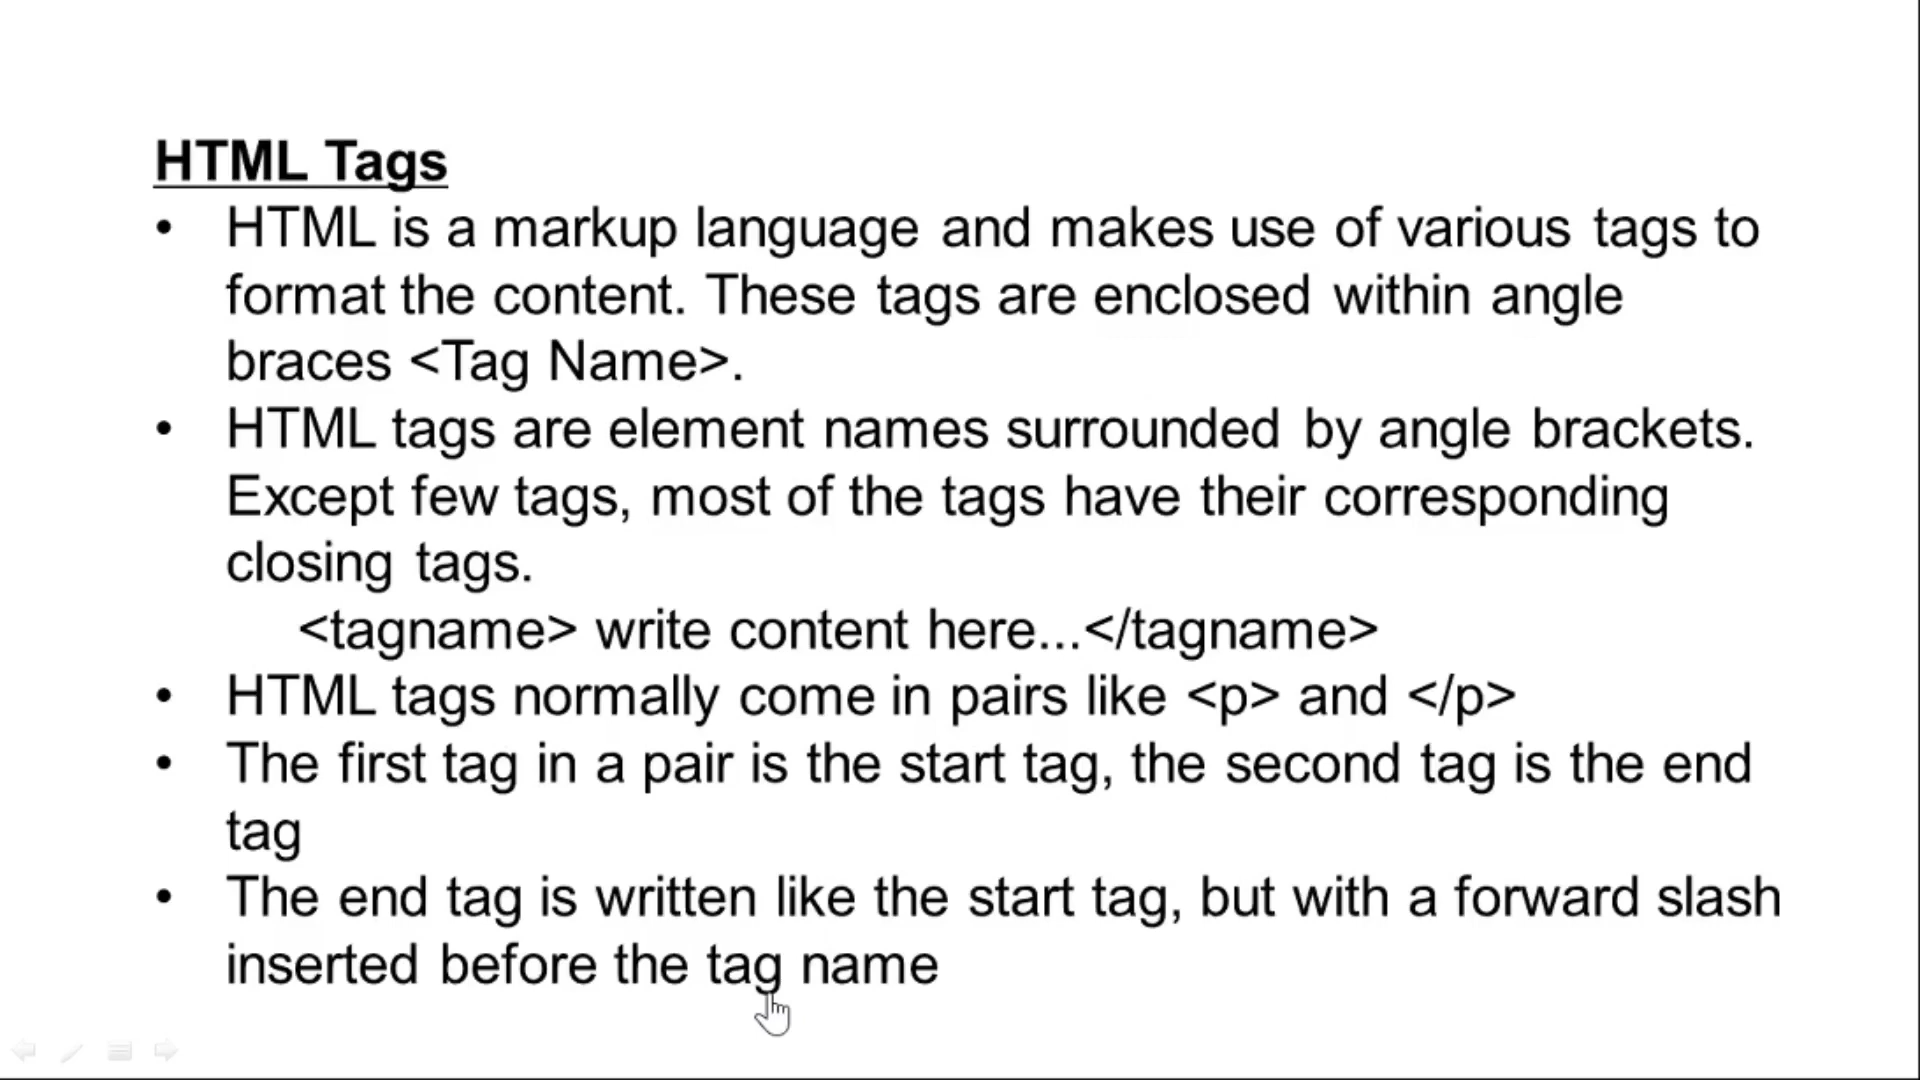 HTML Tags
• HTML is a markup language and makes use of various tags to
format the content. These tags are enclosed within angle
braces <Tag Name>.
• HTML tags are element names surrounded by angle brackets.
Except few tags, most of the tags have their corresponding
closing tags.
<tagname> write content here...</tagname>
• HTML tags normally come in pairs like <p> and </p>
• The first tag in a pair is the start tag, the second tag is the end
tag
• The end tag is written like the start tag, but with a forward slash
inserted before the tag name